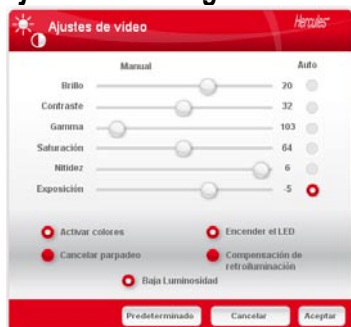 Ajustes de vídeo
Hercules
Manual Auto
Brillo 20
Contraste 32
Gamma 103
Saturación 64
Nitidez 6
Exposición -5
Activar colores Encender el LED
Cancelar parpadeo Compensación de retroiluminación
Baja Luminosidad
Predeterminado Cancelar Aceptar